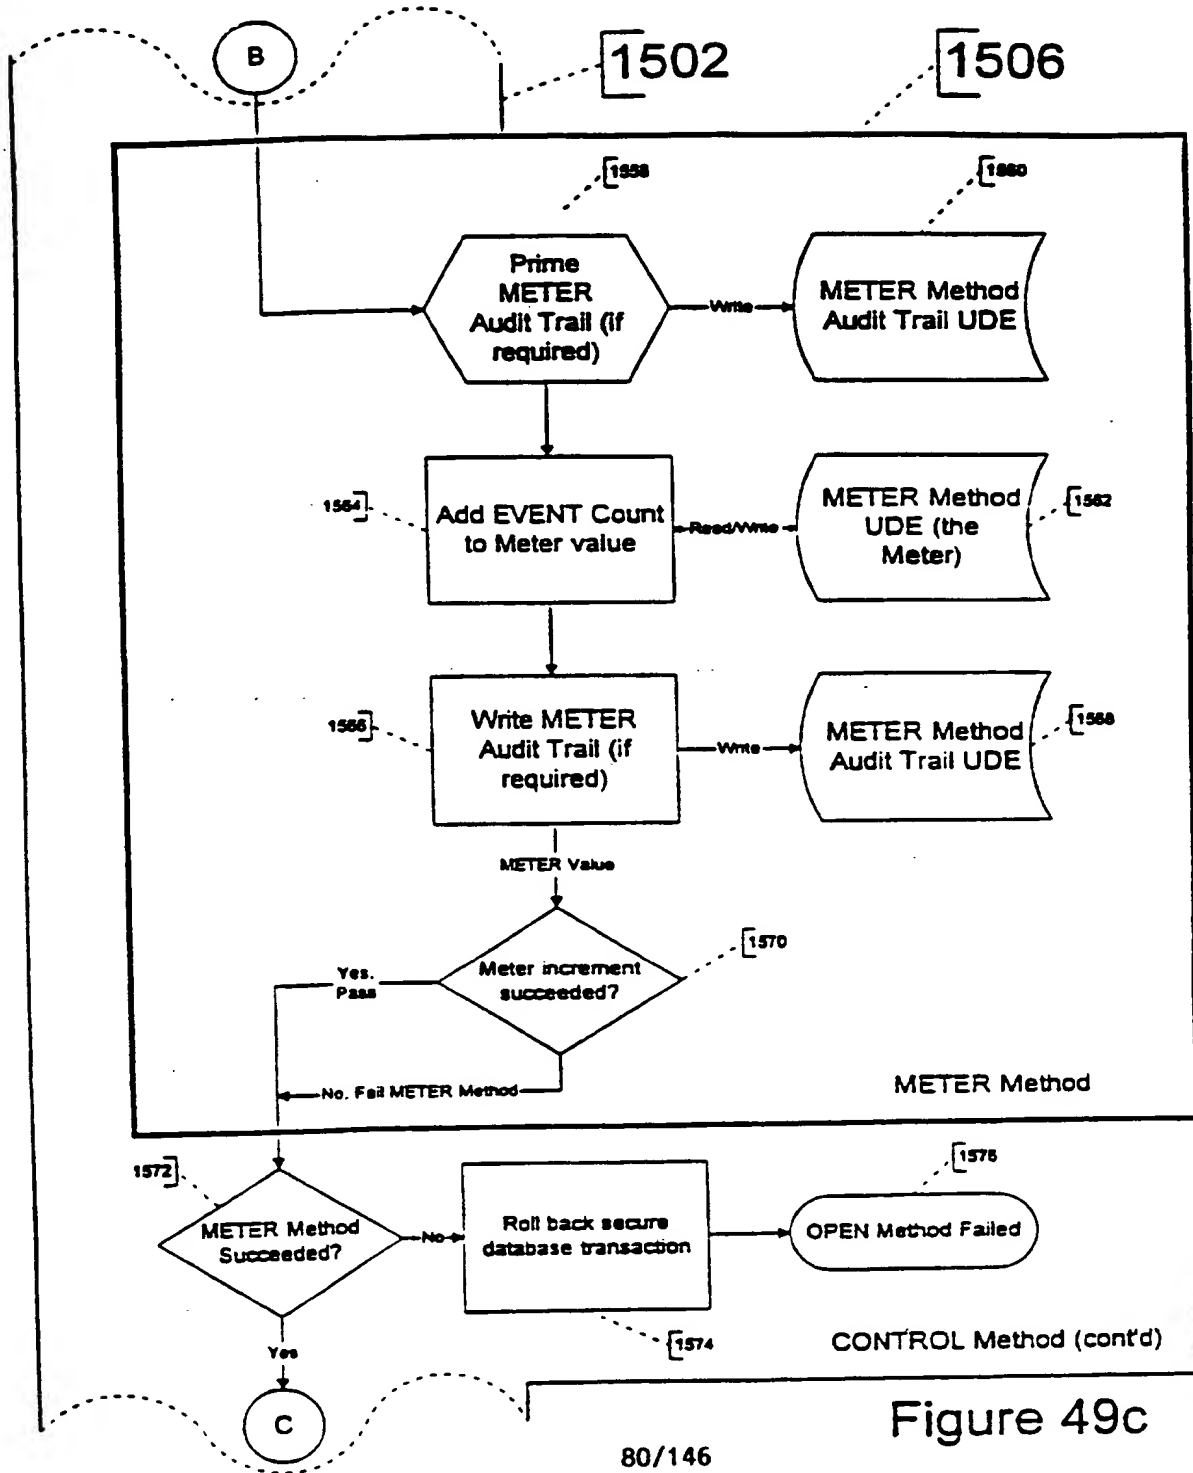 B
1502
1506
1558
1560
Prime
METER
Audit Trail (if
required)
Write
METER Method
Audit Trail UDE
1564
Add EVENT Count
to Meter value
Read/Write
METER Method
UDE (the
Meter)
1562
1566
Write METER
Audit Trail (if
required)
Write
METER Method
Audit Trail UDE
1568
METER Value
Meter increment
succeeded?
1570
Yes.
Pass
No. Fail METER Method
METER Method
1572
METER Method
Succeeded?
No
Roll back secure
database transaction
1576
OPEN Method Failed
1574
Yes
CONTROL Method (cont'd)
C
Figure 49c
80/146